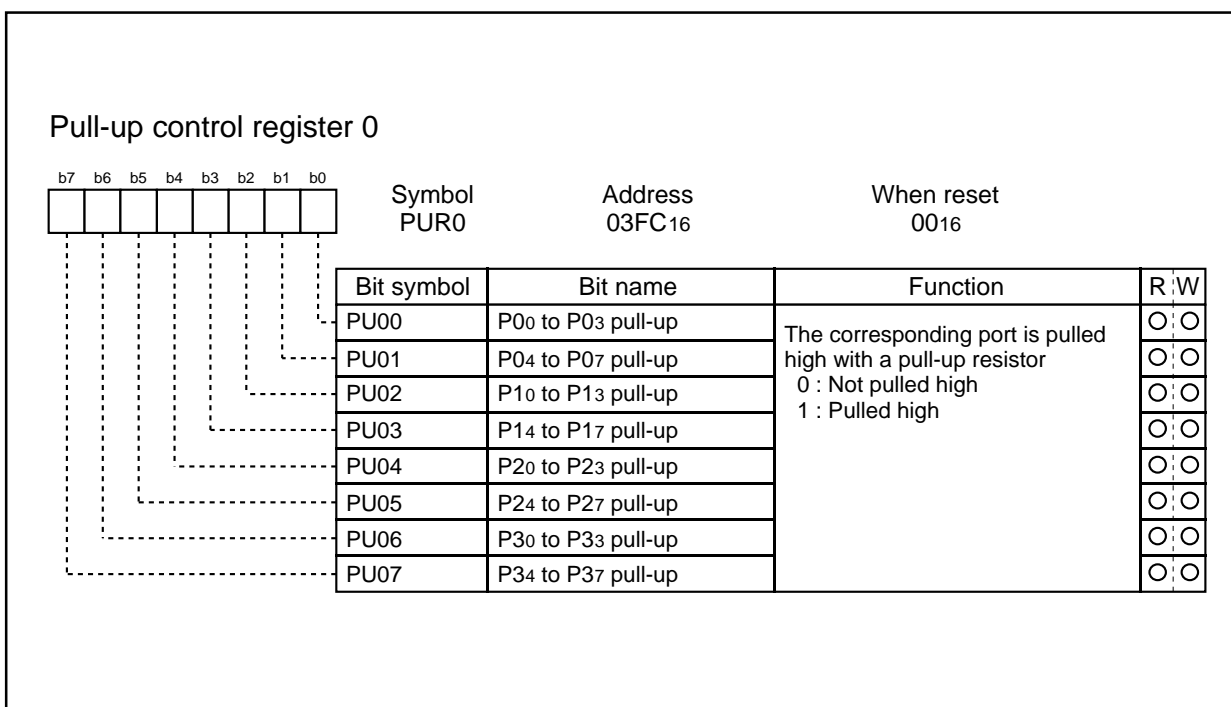 Pull-up control register 0
b7 b6 b5 b4 b3 b2 b1 b0
Symbol Address When reset
PUR0 03FC16 0016
Bit symbol Bit name Function R W
PU00 P00 to P03 pull-up
The corresponding port is pulled
high with a pull-up resistor
0 : Not pulled high
1 : Pulled high
PU01 P04 to P07 pull-up
PU02 P10 to P13 pull-up
PU03 P14 to P17 pull-up
PU04 P20 to P23 pull-up
PU05 P24 to P27 pull-up
PU06 P30 to P33 pull-up
PU07 P34 to P37 pull-up